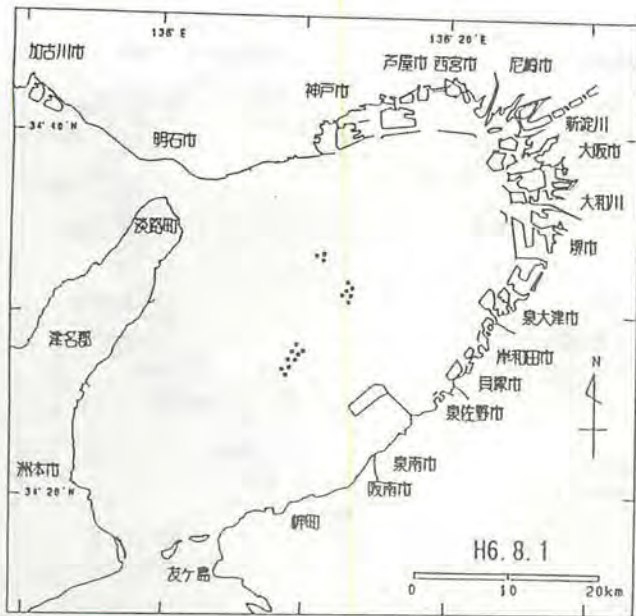 136°E
136°20'E
加古川市
芦屋市
西宮市
尼崎市
神戸市
34°40'N
明石市
新淀川
大阪市
大和川
淡路町
堺市
津名郡
泉大津市
岸和田市
貝塚市
N
泉佐野市
洲本市
34°20'N
泉南市
阪南市
岬町
友ケ島
H6.8.1
0
10
20km